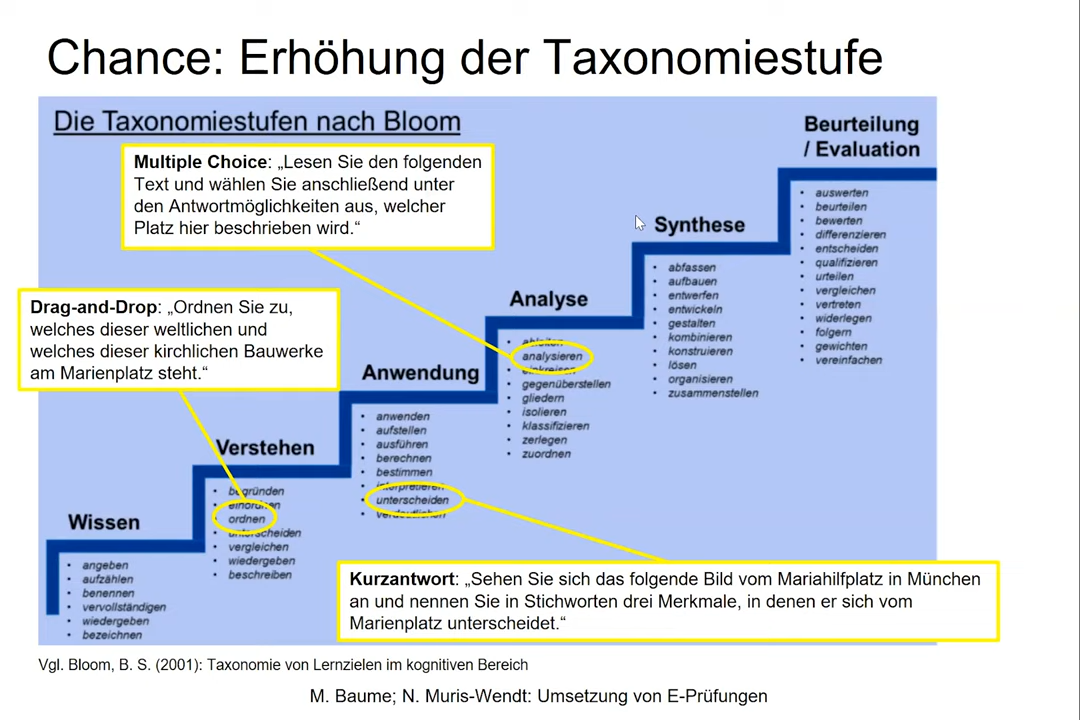 Chance: Erhöhung der Taxonomiestufe
Die Taxonomiestufen nach Bloom
Multiple Choice: „Lesen Sie den folgenden
Text und wählen Sie anschließend unter
den Antwortmöglichkeiten aus, welcher
Platz hier beschrieben wird.“
Drag-and-Drop: „Ordnen Sie zu,
welches dieser weltlichen und
welches dieser kirchlichen Bauwerke
am Marienplatz steht.“
Wissen
• angeben
• aufzählen
• benennen
• vervollständigen
• wiedergeben
• bezeichnen
Verstehen
• begründen
• einordnen
• ordnen
• unterscheiden
• vergleichen
• wiedergeben
• beschreiben
Anwendung
• anwenden
• aufstellen
• ausführen
• berechnen
• bestimmen
• interpretieren
• unterscheiden
• verdeutlichen
Analyse
• ableiten
• analysieren
• einkreisen
• gegenüberstellen
• gliedern
• isolieren
• klassifizieren
• zerlegen
• zuordnen
Synthese
• abfassen
• aufbauen
• entwerfen
• entwickeln
• gestalten
• kombinieren
• konstruieren
• lösen
• organisieren
• zusammenstellen
Beurteilung
/ Evaluation
• auswerten
• beurteilen
• bewerten
• differenzieren
• entscheiden
• qualifizieren
• urteilen
• vergleichen
• vertreten
• widerlegen
• folgern
• gewichten
• vereinfachen
Kurzantwort: „Sehen Sie sich das folgende Bild vom Mariahilfplatz in München
an und nennen Sie in Stichworten drei Merkmale, in denen er sich vom
Marienplatz unterscheidet.“
Vgl. Bloom, B. S. (2001): Taxonomie von Lernzielen im kognitiven Bereich
M. Baume; N. Muris-Wendt: Umsetzung von E-Prüfungen